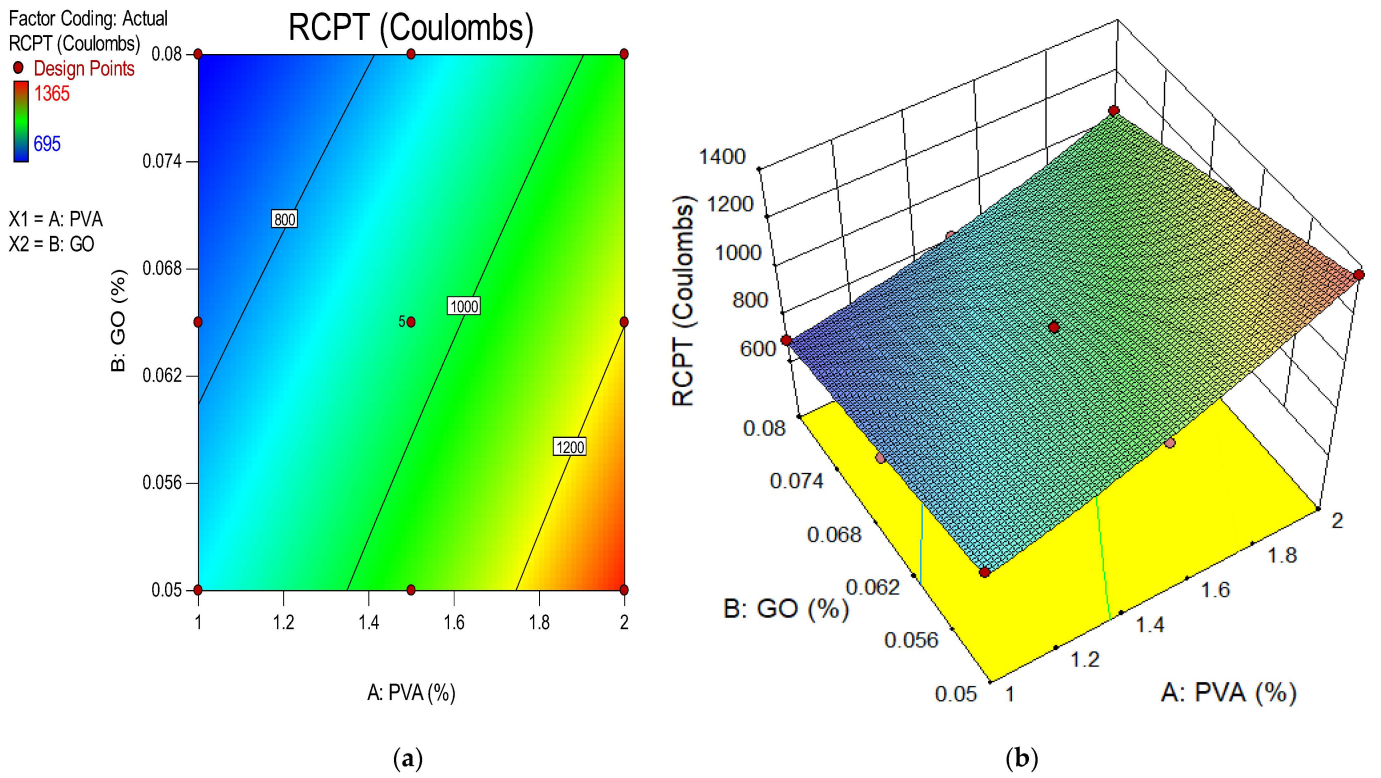 Factor Coding: Actual
RCPT (Coulombs)
Design Points
1365
695
X1 = A: PVA
X2 = B: GO
RCPT (Coulombs)
0.08
0.074
0.068
0.062
0.056
0.05
B: GO (%)
800
1000
1200
5
1
1.2
1.4
1.6
1.8
2
A: PVA (%)
(a)
1400
1200
1000
800
600
RCPT (Coulombs)
0.08
0.074
0.068
0.062
0.056
0.05
B: GO (%)
1
1.2
1.4
1.6
1.8
2
A: PVA (%)
(b)